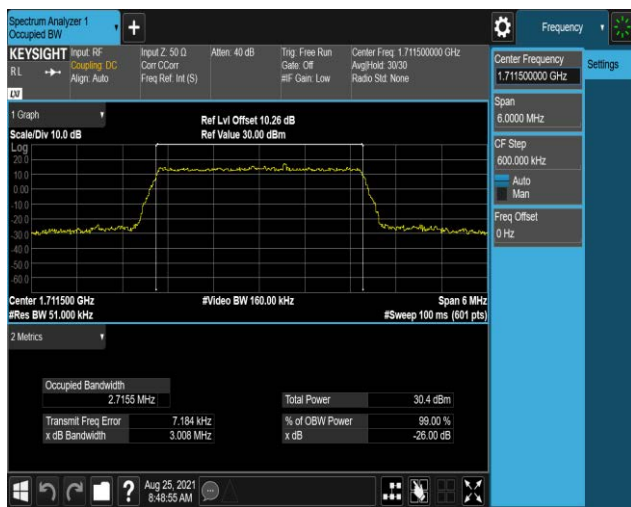 Spectrum Analyzer 1
Occupied BW
+
Frequency
KEYSIGHT
R L
LXI
Input: RF
Coupling: DC
Align: Auto
Input Z: 50 Ω
Corr CCorr
Freq Ref: Int (S)
Atten: 40 dB
Trig: Free Run
Gate: Off
#IF Gain: Low
Center Freq: 1.711500000 GHz
Avg|Hold: 30/30
Radio Std: None
Center Frequency
1.711500000 GHz
Settings
Span
6.0000 MHz
CF Step
600.000 kHz
Auto
Man
Freq Offset
0 Hz
1 Graph
Scale/Div 10.0 dB
Ref Lvl Offset 10.26 dB
Ref Value 30.00 dBm
Log
20.0
10.0
0.00
-10.0
-20.0
-30.0
-40.0
-50.0
-60.0
Center 1.711500 GHz
#Video BW 160.00 kHz
Span 6 MHz
#Res BW 51.000 kHz
#Sweep 100 ms (601 pts)
2 Metrics
Occupied Bandwidth
2.7155 MHz
Total Power 30.4 dBm
Transmit Freq Error 7.184 kHz
% of OBW Power 99.00 %
x dB Bandwidth 3.008 MHz
x dB -26.00 dB
?
Aug 25, 2021
8:48:55 AM